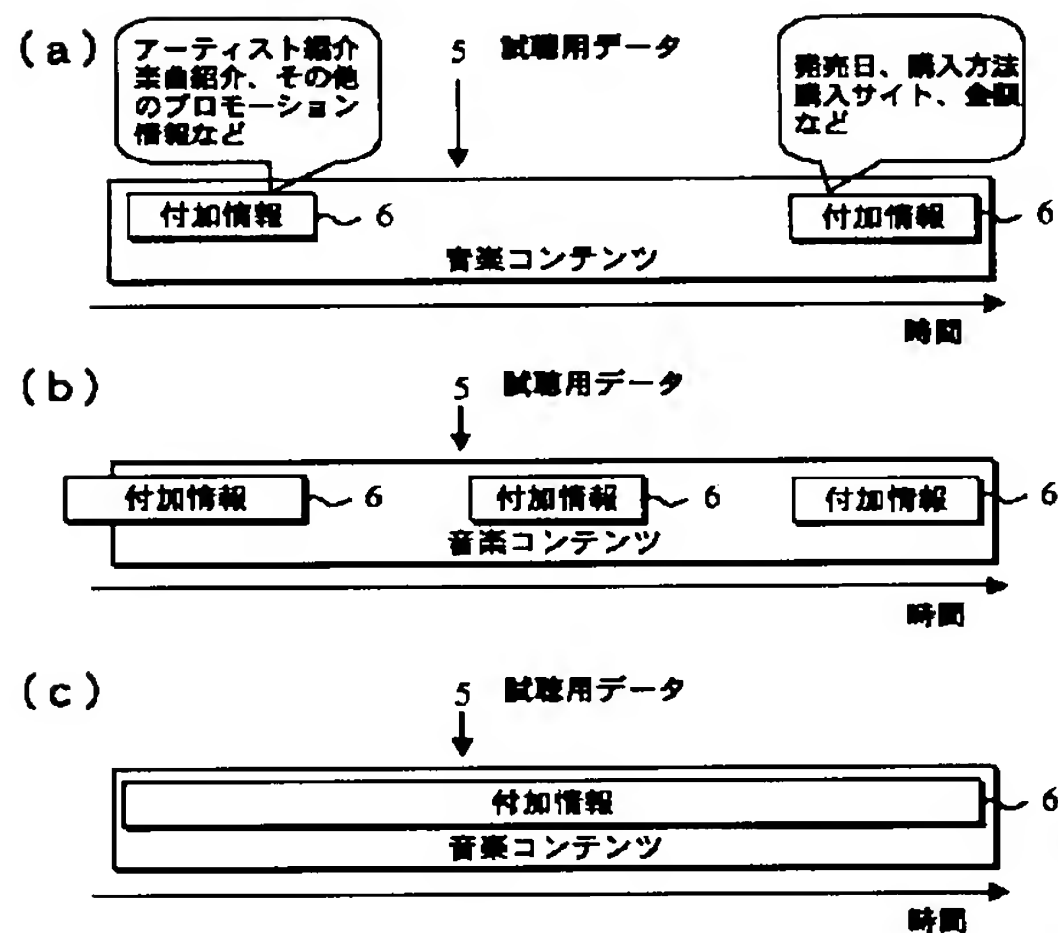 (a)
アーティスト紹介
楽曲紹介、その他
のプロモーション
情報など
5 試聴用データ
発売日、購入方法
購入サイト、金額
など
付加情報 6 付加情報 6
音楽コンテンツ
時間
(b)
5 試聴用データ
付加情報 6 付加情報 6 付加情報 6
音楽コンテンツ
時間
(c)
5 試聴用データ
付加情報 6
音楽コンテンツ
時間